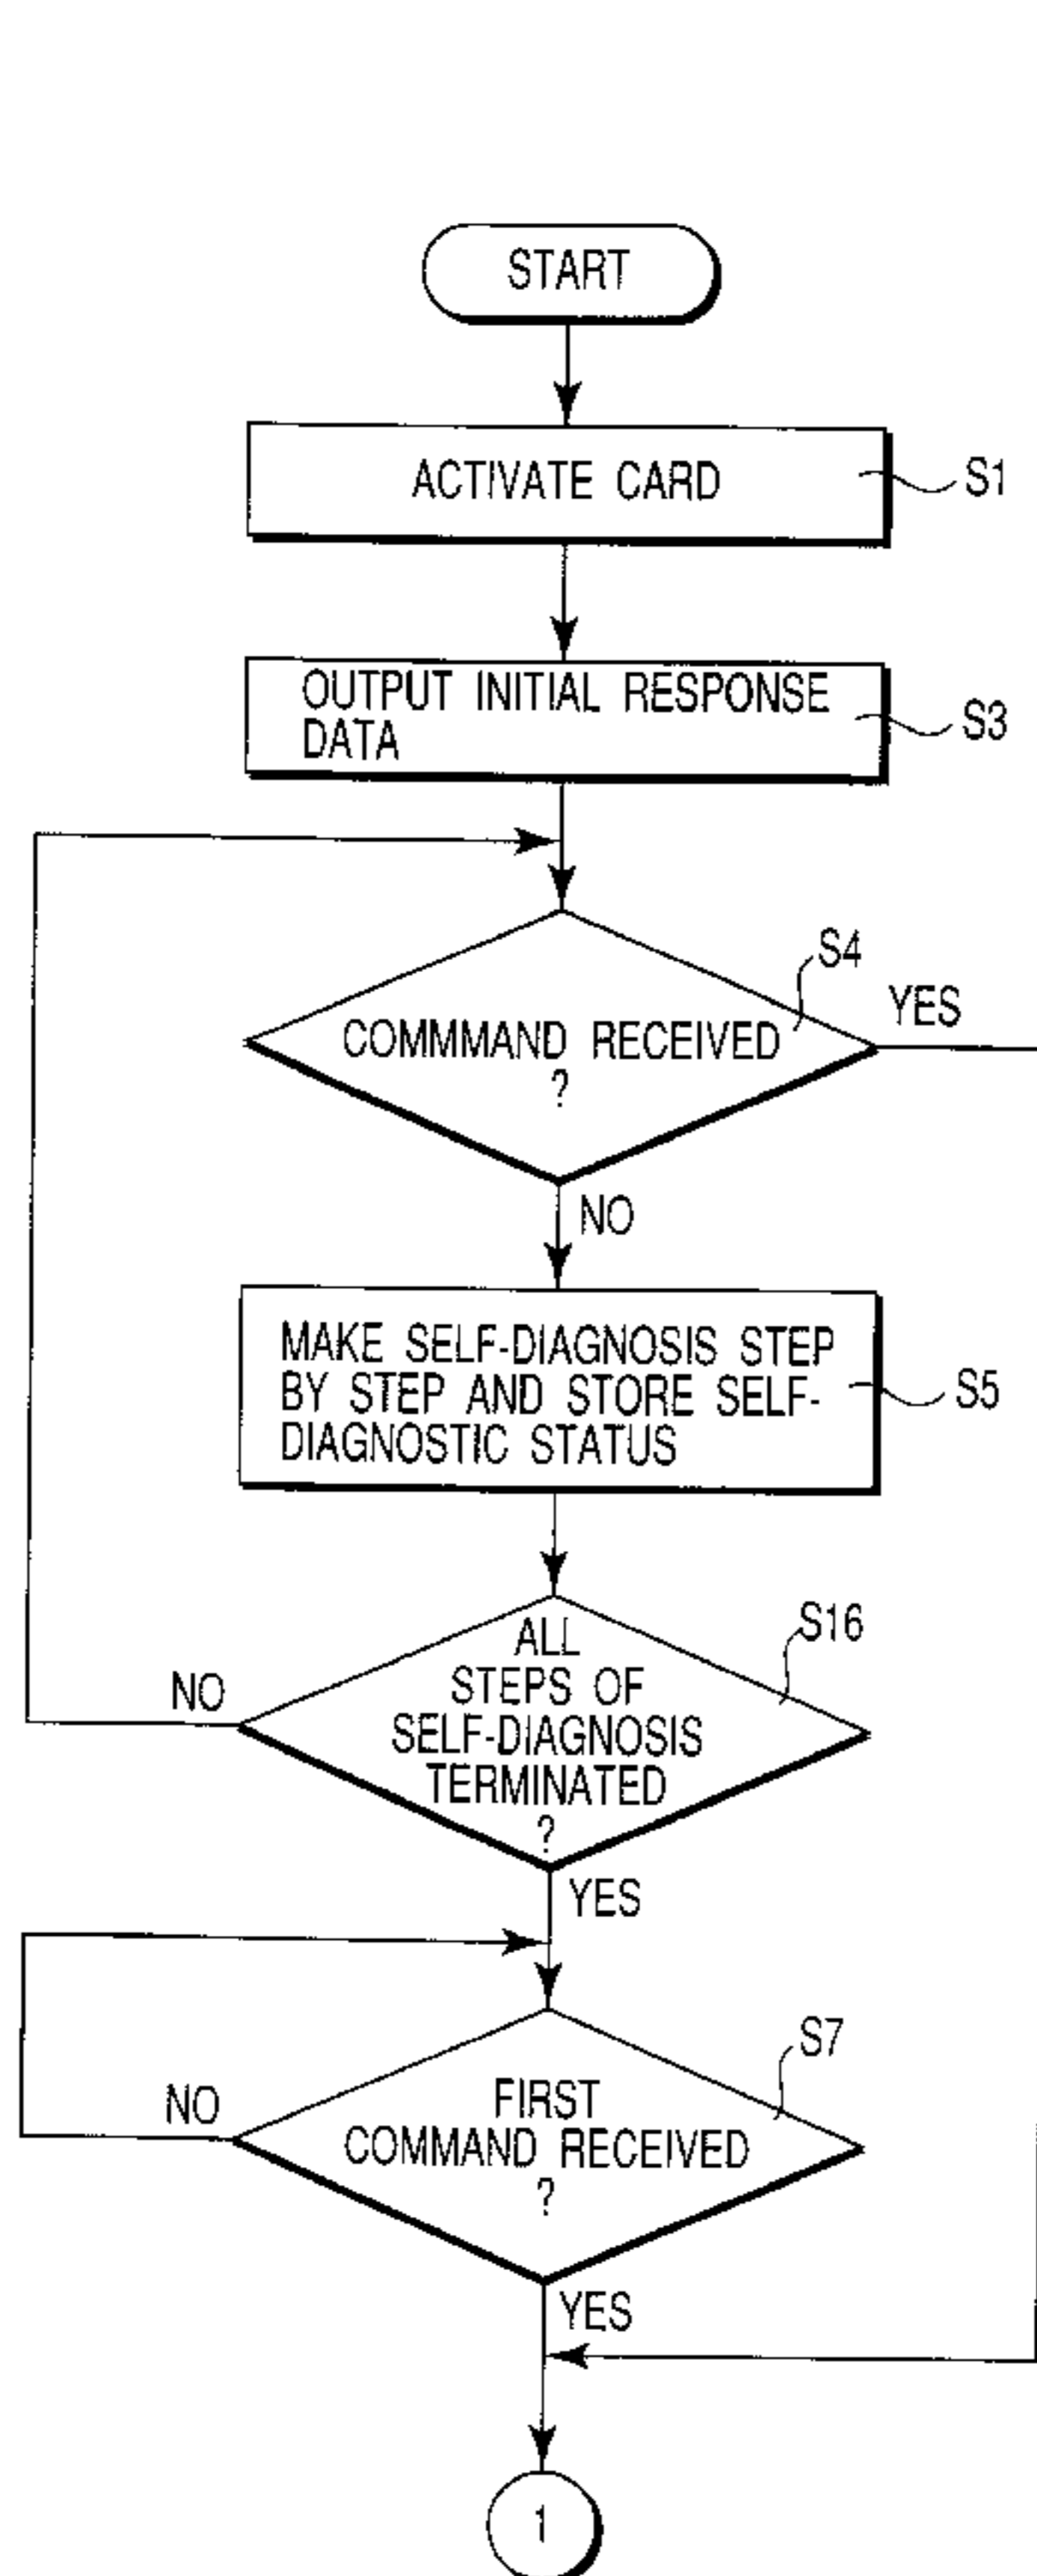 START
ACTIVATE CARD
S1
OUTPUT INITIAL RESPONSE
DATA
S3
S4
YES
COMMMAND RECEIVED
?
NO
MAKE SELF-DIAGNOSIS STEP
BY STEP AND STORE SELF-
DIAGNOSTIC STATUS
S5
S16
ALL
STEPS OF
SELF-DIAGNOSIS
TERMINATED
?
NO
YES
S7
FIRST
COMMAND RECEIVED
?
NO
YES
1